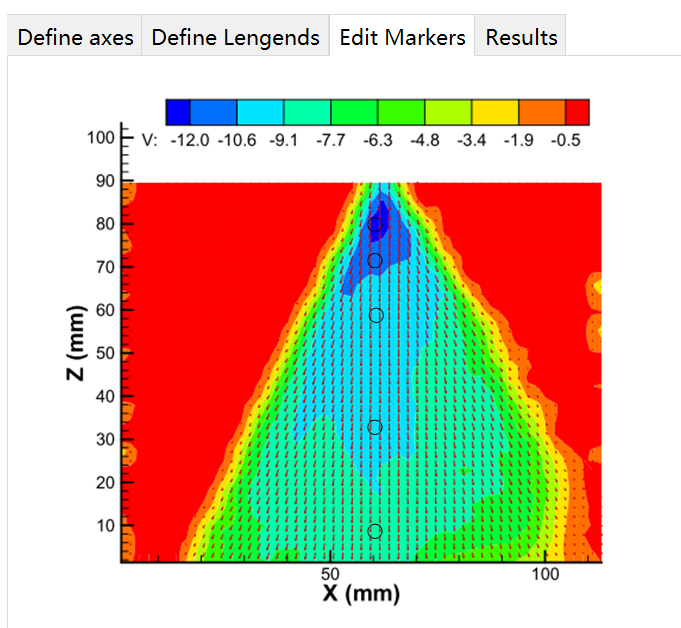 Define axes Define Lengends Edit Markers Results
V: -12.0 -10.6 -9.1 -7.7 -6.3 -4.8 -3.4 -1.9 -0.5
100
90
80
70
60
50
40
30
20
10
Z (mm)
50 100
X (mm)